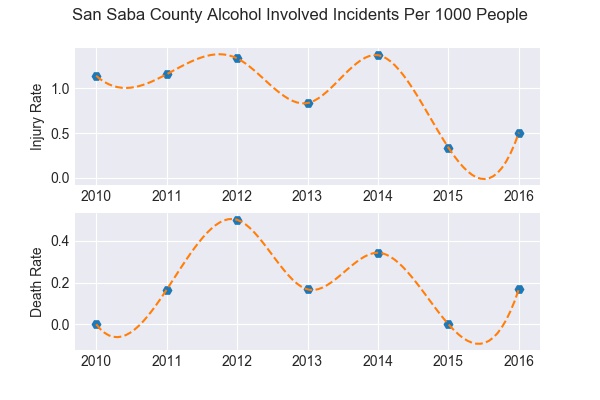 San Saba County Alcohol Involved Incidents Per 1000 People
Injury Rate
1.0
0.5
0.0
2010 2011 2012 2013 2014 2015 2016
Death Rate
0.4
0.2
0.0
2010 2011 2012 2013 2014 2015 2016